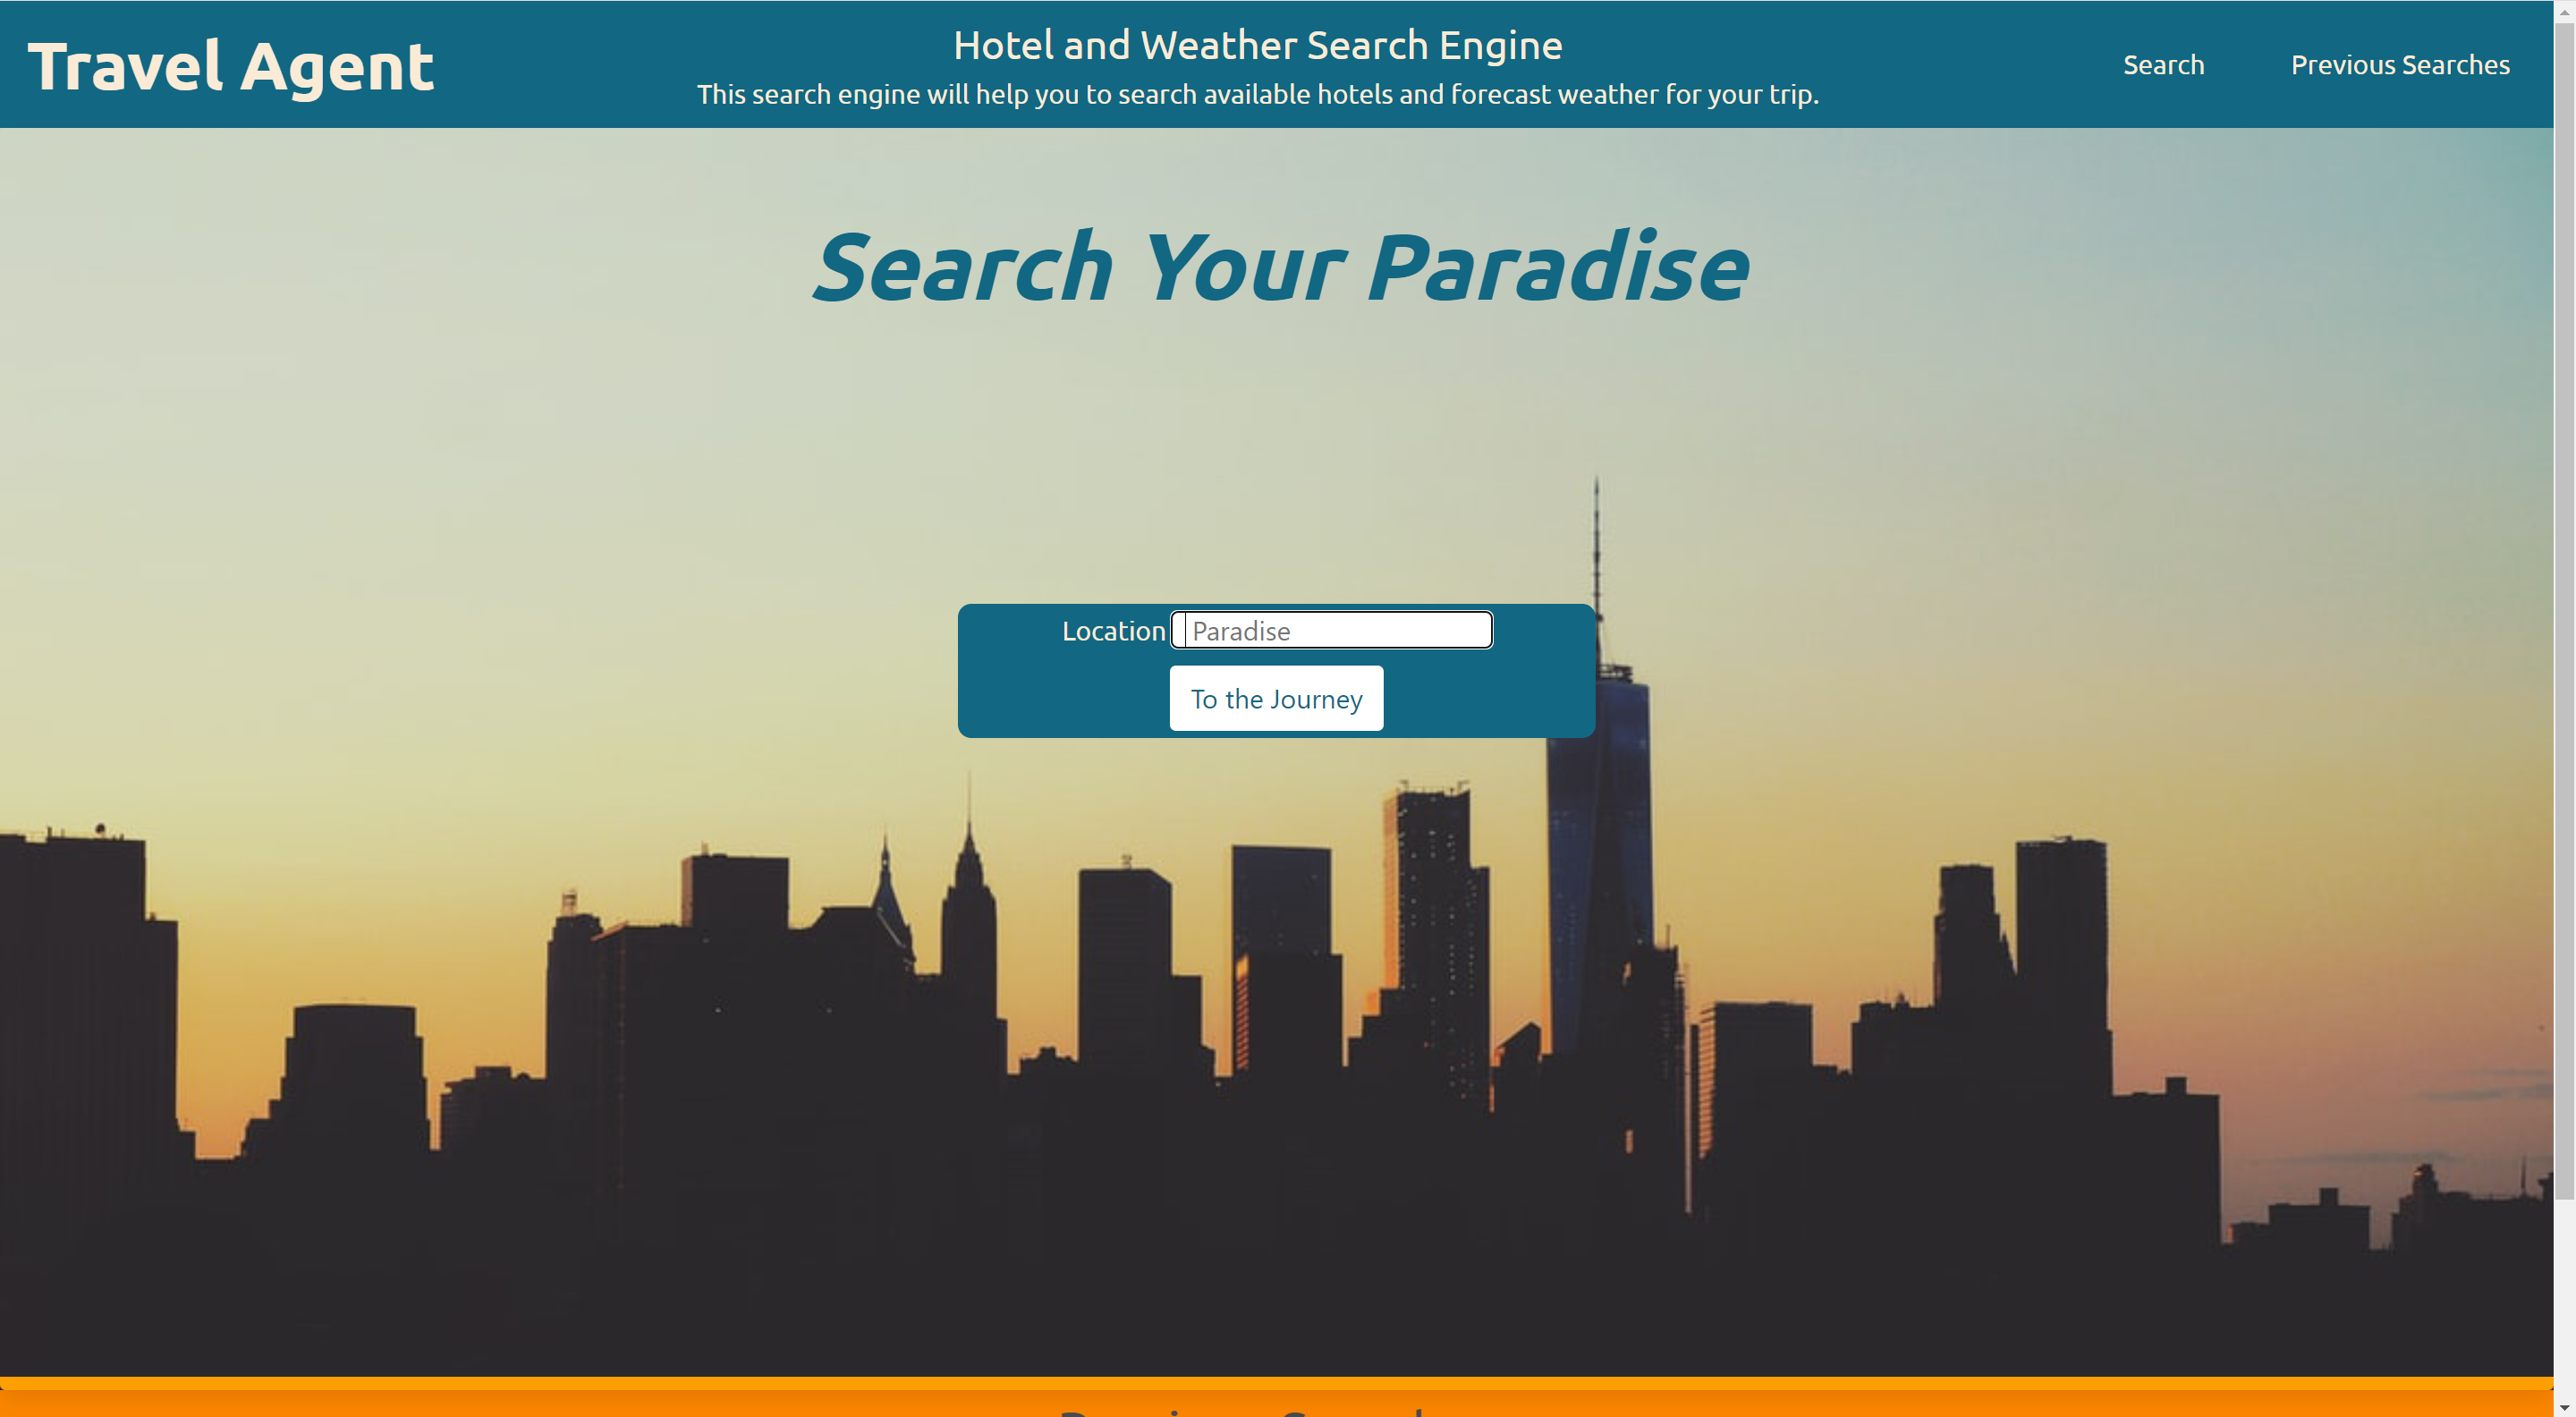 Travel Agent
Hotel and Weather Search Engine
This search engine will help you to search available hotels and forecast weather for your trip.
Search
Previous Searches
Search Your Paradise
Location Paradise
To the Journey